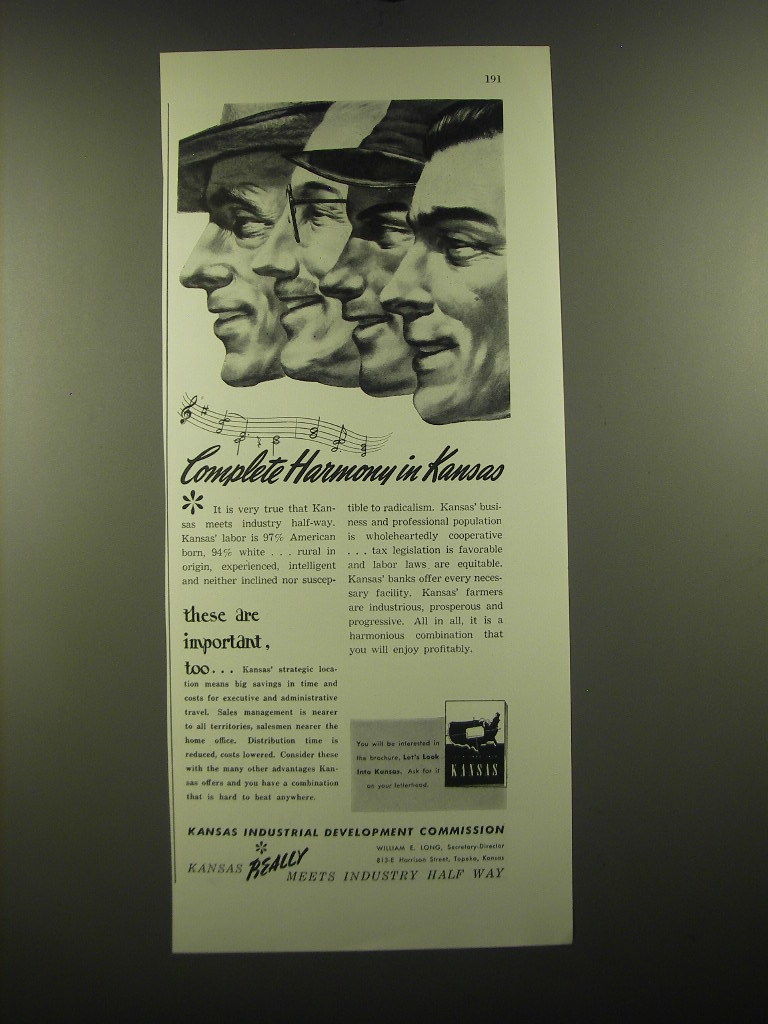 191
Complete Harmony in Kansas
* It is very true that Kan-
sas meets industry half-way.
Kansas' labor is 97% American
born, 94% white . . . rural in
origin, experienced, intelligent
and neither inclined nor suscep-
tible to radicalism. Kansas' busi-
ness and professional population
is wholeheartedly cooperative
. . . tax legislation is favorable
and labor laws are equitable.
Kansas' banks offer every neces-
sary facility. Kansas' farmers
are industrious, prosperous and
progressive. All in all, it is a
harmonious combination that
you will enjoy profitably.
these are
important,
too... Kansas' strategic loca-
tion means big savings in time and
costs for executive and administrative
travel. Sales management is nearer
to all territories, salesmen nearer the
home office. Distribution time is
reduced, costs lowered. Consider these
with the many other advantages Kan-
sas offers and you have a combination
that is hard to beat anywhere.
You will be interested in
the brochure, Let's Look
Into Kansas. Ask for it
on your letterhead.
KANSAS
KANSAS INDUSTRIAL DEVELOPMENT COMMISSION
WILLIAM E. LONG, Secretary-Director
813-E Harrison Street, Topeka, Kansas
*
KANSAS REALLY
MEETS INDUSTRY HALF WAY